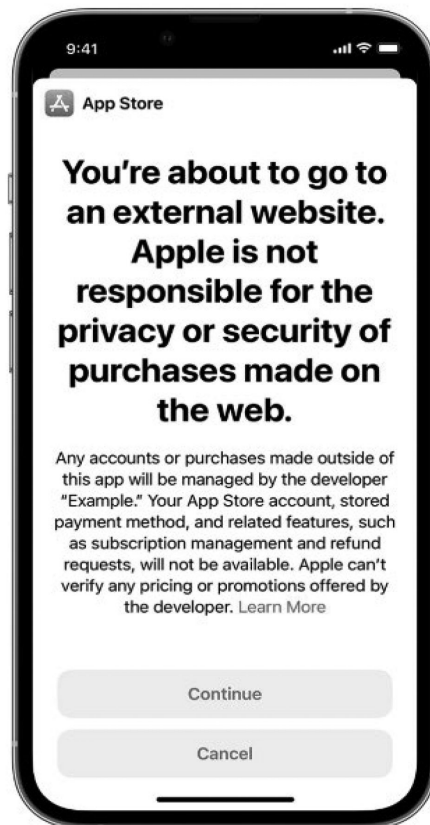 9:41
App Store
You’re about to go to
an external website.
Apple is not
responsible for the
privacy or security of
purchases made on
the web.
Any accounts or purchases made outside of
this app will be managed by the developer
“Example.” Your App Store account, stored
payment method, and related features, such
as subscription management and refund
requests, will not be available. Apple can’t
verify any pricing or promotions offered by
the developer. Learn More
Continue
Cancel